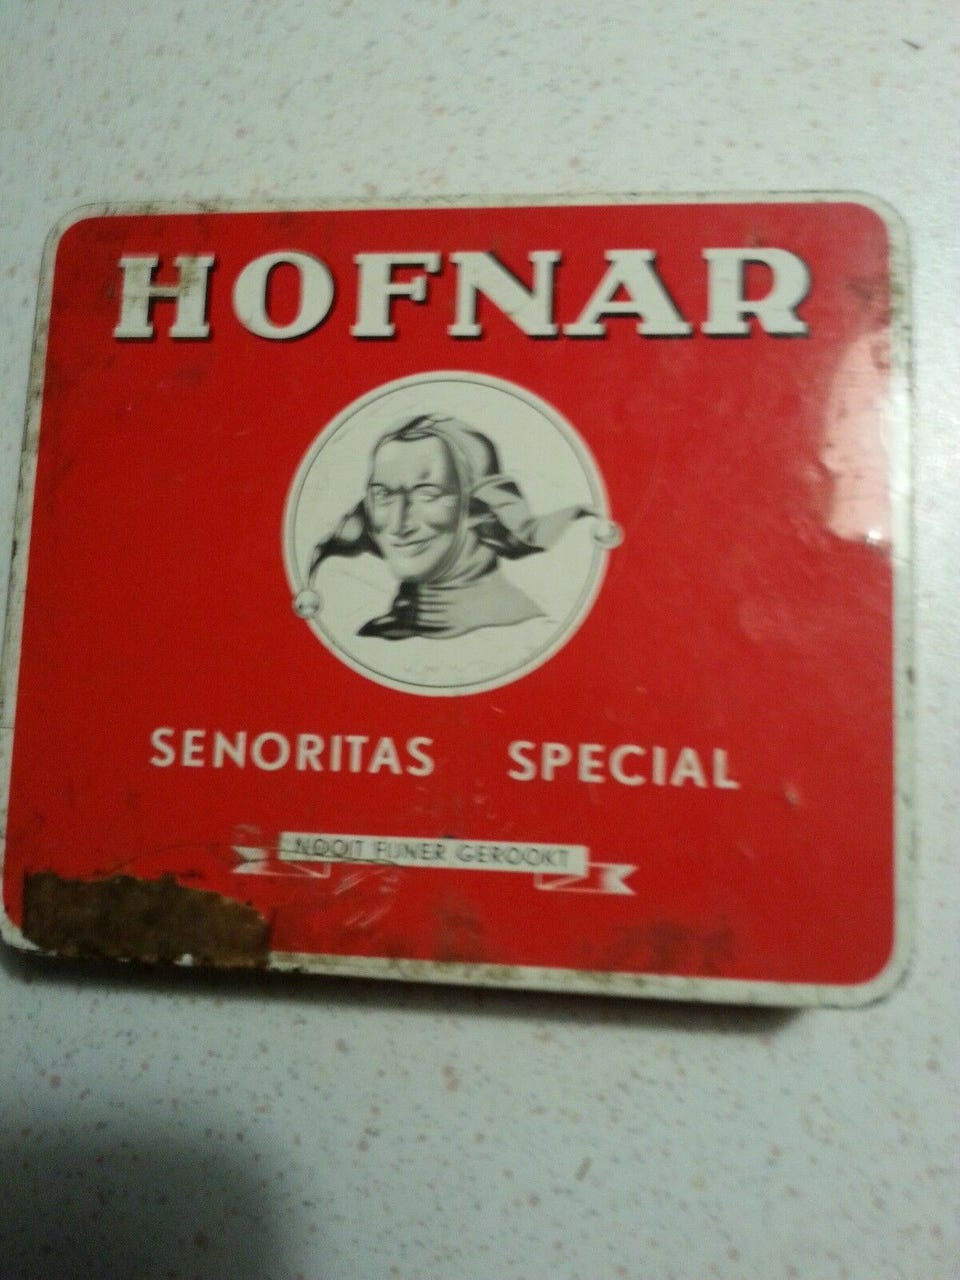 HOFNAR
SENORITAS SPECIAL
NOOIT FIJNER GEROOKT